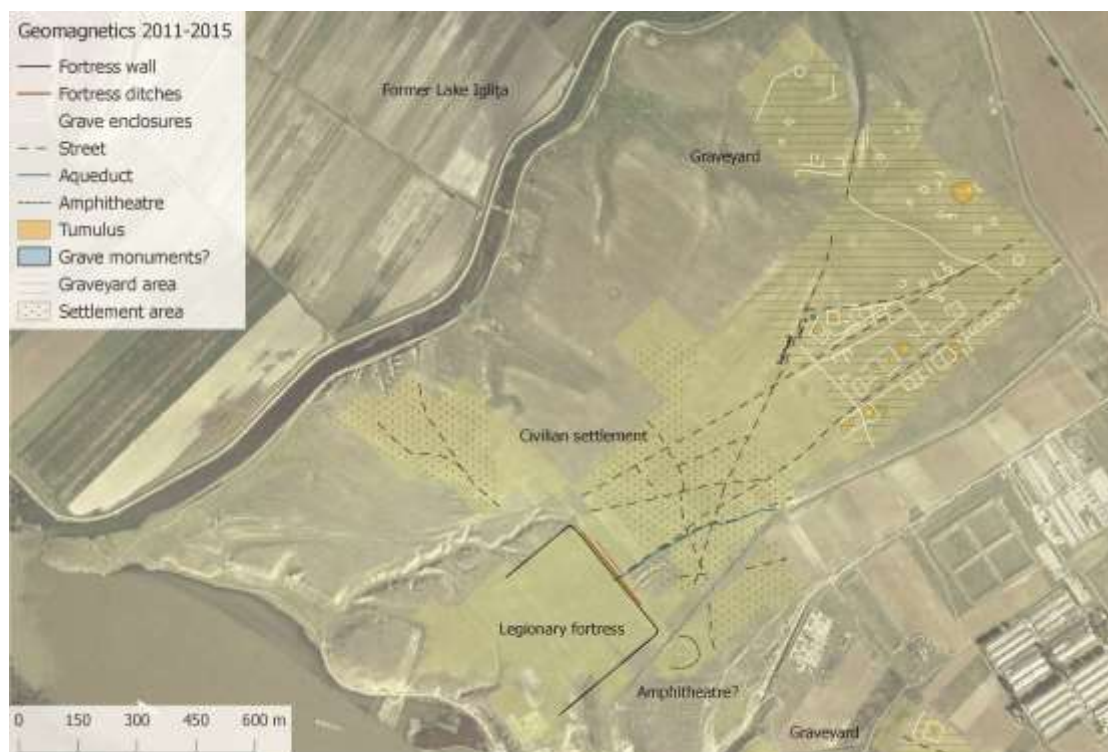 Geomagnetics 2011-2015
Fortress wall
Fortress ditches
Grave enclosures
Street
Aqueduct
Amphitheatre
Tumulus
Grave monuments?
Graveyard area
Settlement area
Former Lake Iglița
Graveyard
Civilian settlement
Legionary fortress
Amphitheatre?
Graveyard
0 150 300 450 600 m